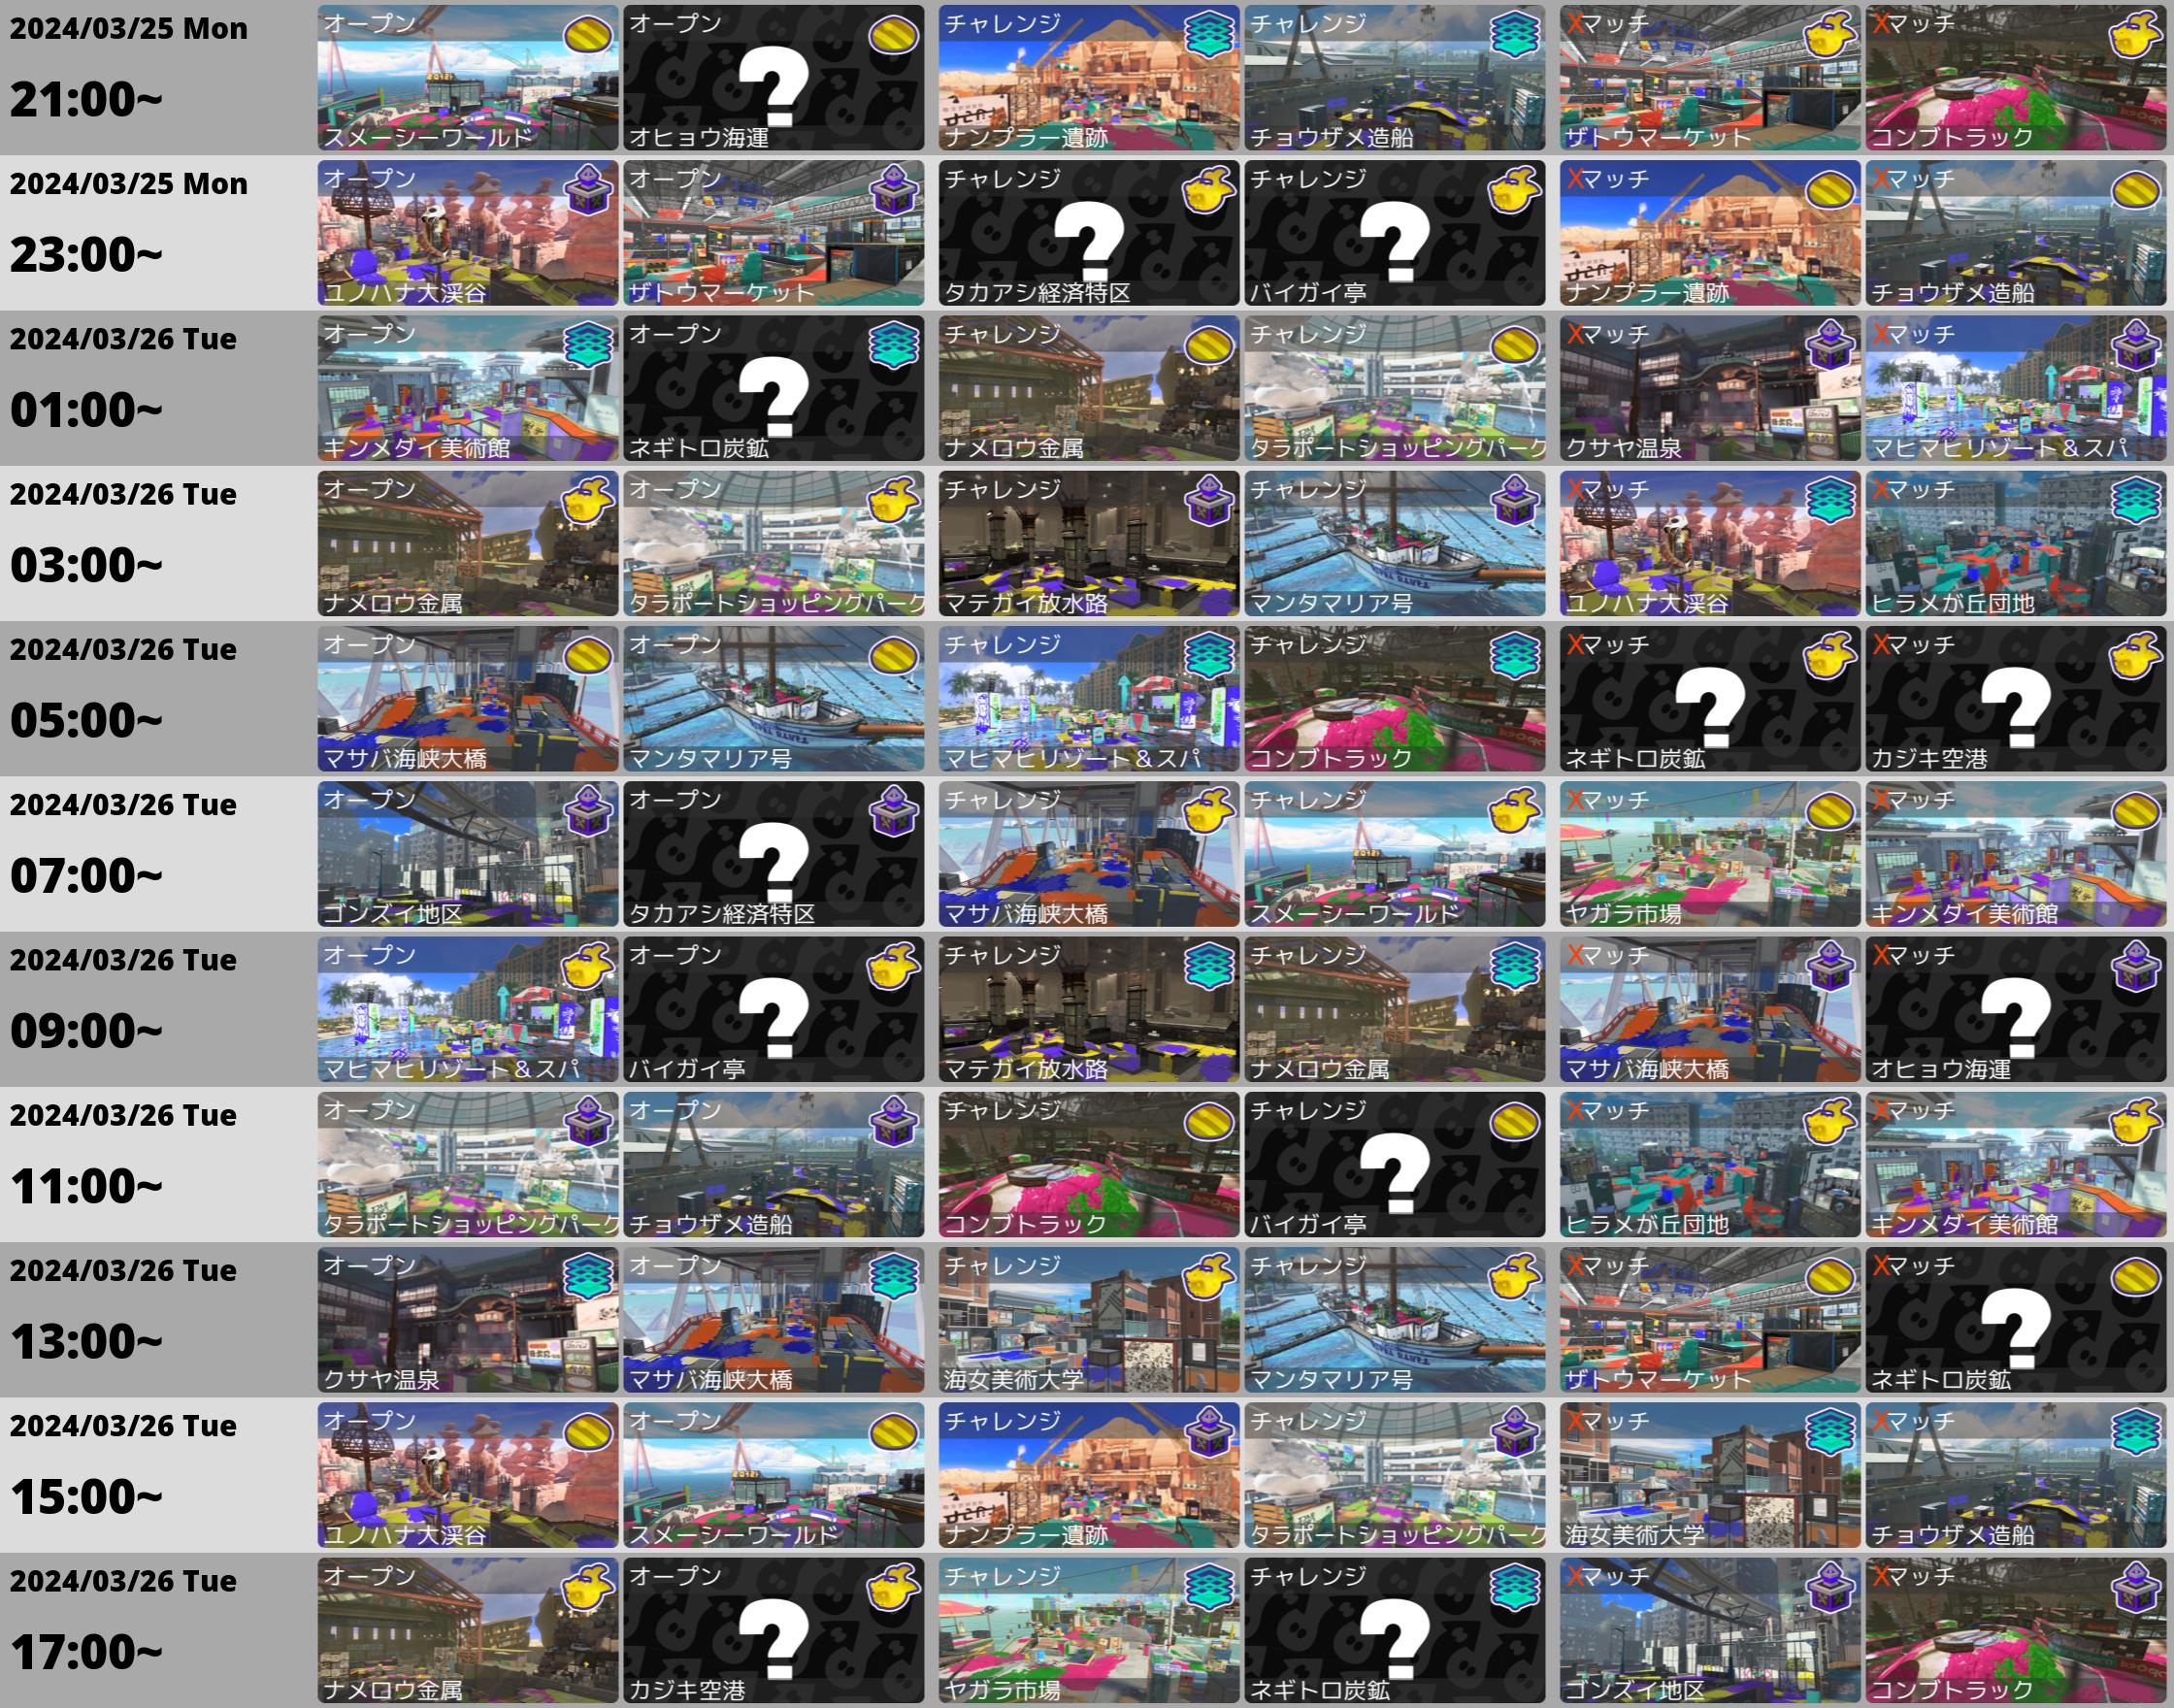 2024/03/25 Mon
21:00~
オープン
スメーシーワールド
オープン
オヒョウ海運
チャレンジ
ナンプラー遺跡
チャレンジ
チョウザメ造船
Xマッチ
ザトウマーケット
Xマッチ
コンブトラック
2024/03/25 Mon
23:00~
オープン
ユノハナ大渓谷
オープン
ザトウマーケット
チャレンジ
タカアシ経済特区
チャレンジ
バイガイ亭
Xマッチ
ナンプラー遺跡
Xマッチ
チョウザメ造船
2024/03/26 Tue
01:00~
オープン
キンメダイ美術館
オープン
ネギトロ炭鉱
チャレンジ
ナメロウ金属
チャレンジ
タラポートショッピングパーク
Xマッチ
クサヤ温泉
Xマッチ
マヒマヒリゾート＆スパ
2024/03/26 Tue
03:00~
オープン
ナメロウ金属
オープン
タラポートショッピングパーク
チャレンジ
マテガイ放水路
チャレンジ
マンタマリア号
Xマッチ
ユノハナ大渓谷
Xマッチ
ヒラメが丘団地
2024/03/26 Tue
05:00~
オープン
マサバ海峡大橋
オープン
マンタマリア号
チャレンジ
マヒマヒリゾート＆スパ
チャレンジ
コンブトラック
Xマッチ
ネギトロ炭鉱
Xマッチ
カジキ空港
2024/03/26 Tue
07:00~
オープン
ゴンズイ地区
オープン
タカアシ経済特区
チャレンジ
マサバ海峡大橋
チャレンジ
スメーシーワールド
Xマッチ
ヤガラ市場
Xマッチ
キンメダイ美術館
2024/03/26 Tue
09:00~
オープン
マヒマヒリゾート＆スパ
オープン
バイガイ亭
チャレンジ
マテガイ放水路
チャレンジ
ナメロウ金属
Xマッチ
マサバ海峡大橋
Xマッチ
オヒョウ海運
2024/03/26 Tue
11:00~
オープン
タラポートショッピングパーク
オープン
チョウザメ造船
チャレンジ
コンブトラック
チャレンジ
バイガイ亭
Xマッチ
ヒラメが丘団地
Xマッチ
キンメダイ美術館
2024/03/26 Tue
13:00~
オープン
クサヤ温泉
オープン
マサバ海峡大橋
チャレンジ
海女美術大学
チャレンジ
マンタマリア号
Xマッチ
ザトウマーケット
Xマッチ
ネギトロ炭鉱
2024/03/26 Tue
15:00~
オープン
ユノハナ大渓谷
オープン
スメーシーワールド
チャレンジ
ナンプラー遺跡
チャレンジ
タラポートショッピングパーク
Xマッチ
海女美術大学
Xマッチ
チョウザメ造船
2024/03/26 Tue
17:00~
オープン
ナメロウ金属
オープン
カジキ空港
チャレンジ
ヤガラ市場
チャレンジ
ネギトロ炭鉱
Xマッチ
ゴンズイ地区
Xマッチ
コンブトラック